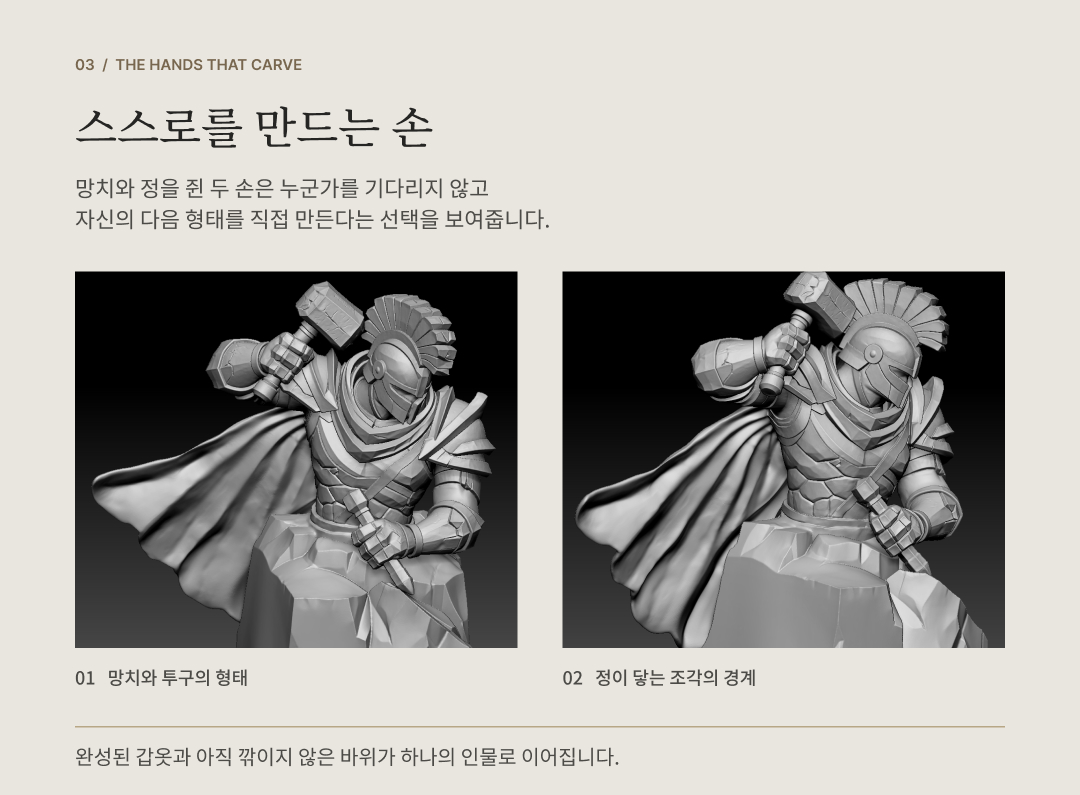 03 / THE HANDS THAT CARVE
스스로를 만드는 손
망치와 정을 쥔 두 손은 누군가를 기다리지 않고
자신의 다음 형태를 직접 만든다는 선택을 보여줍니다.
01 망치와 투구의 형태
02 정이 닿는 조각의 경계
완성된 갑옷과 아직 깎이지 않은 바위가 하나의 인물로 이어집니다.